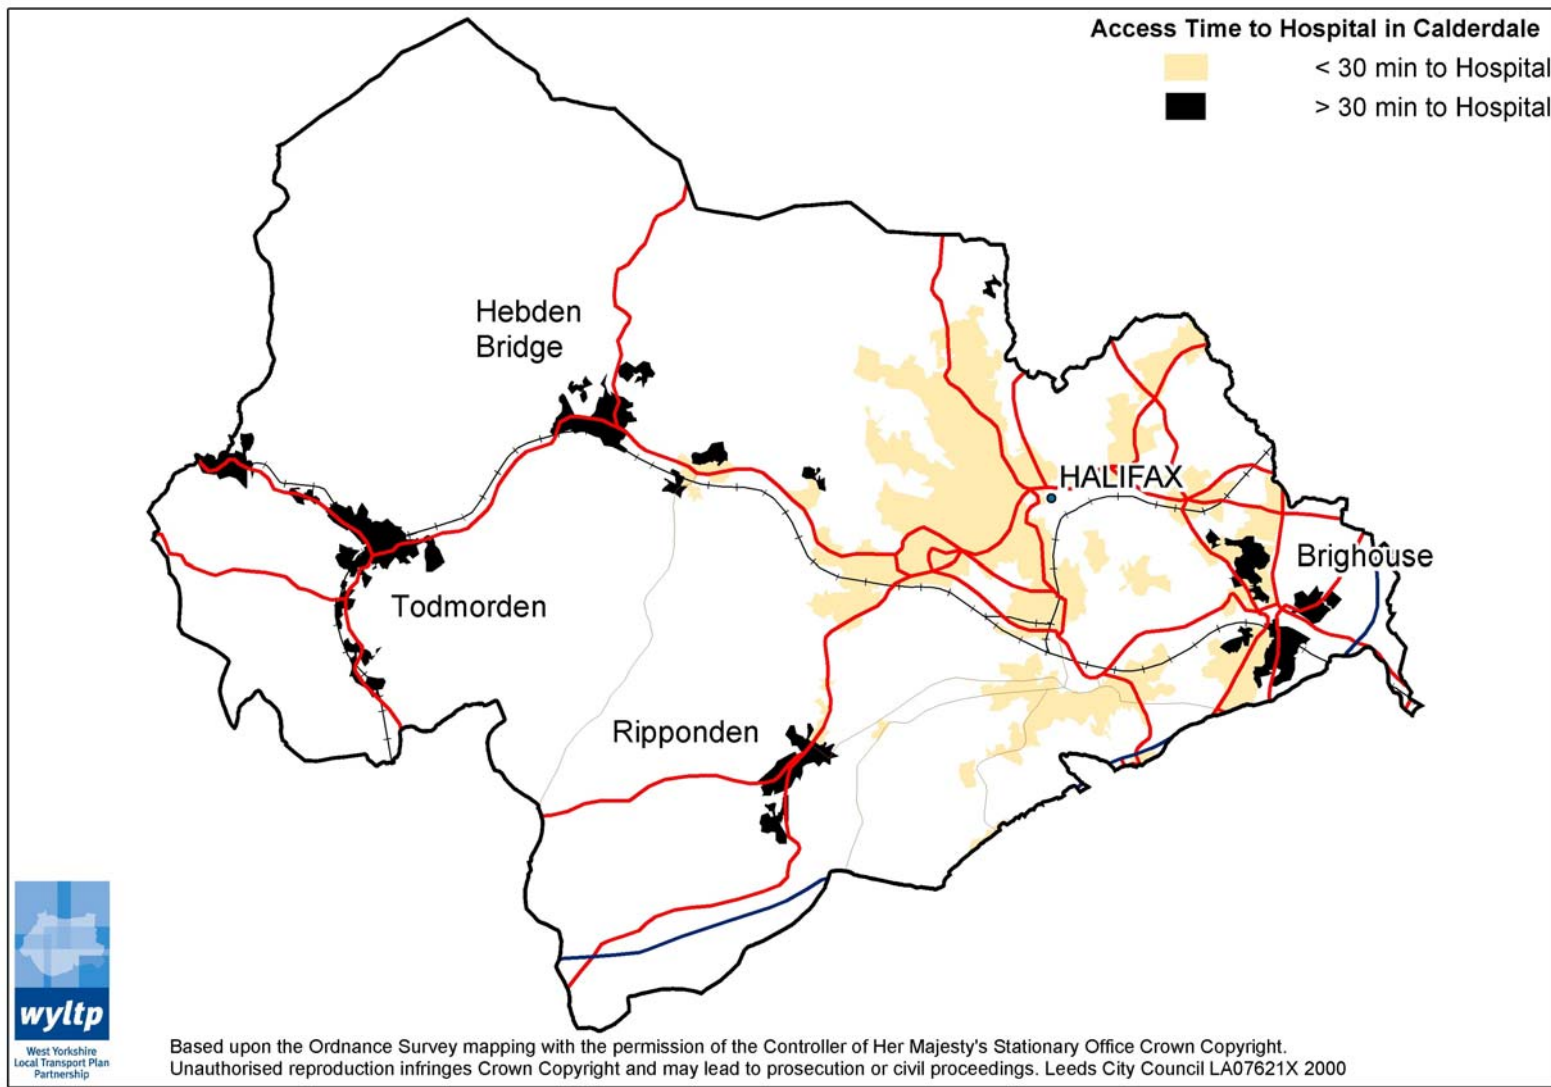 Access Time to Hospital in Calderdale
< 30 min to Hospital
> 30 min to Hospital
Hebden
Bridge
HALIFAX
Brighouse
Todmorden
Ripponden
wyltp
West Yorkshire
Local Transport Plan
Partnership
Based upon the Ordnance Survey mapping with the permission of the Controller of Her Majesty's Stationary Office Crown Copyright.
Unauthorised reproduction infringes Crown Copyright and may lead to prosecution or civil proceedings. Leeds City Council LA07621X 2000